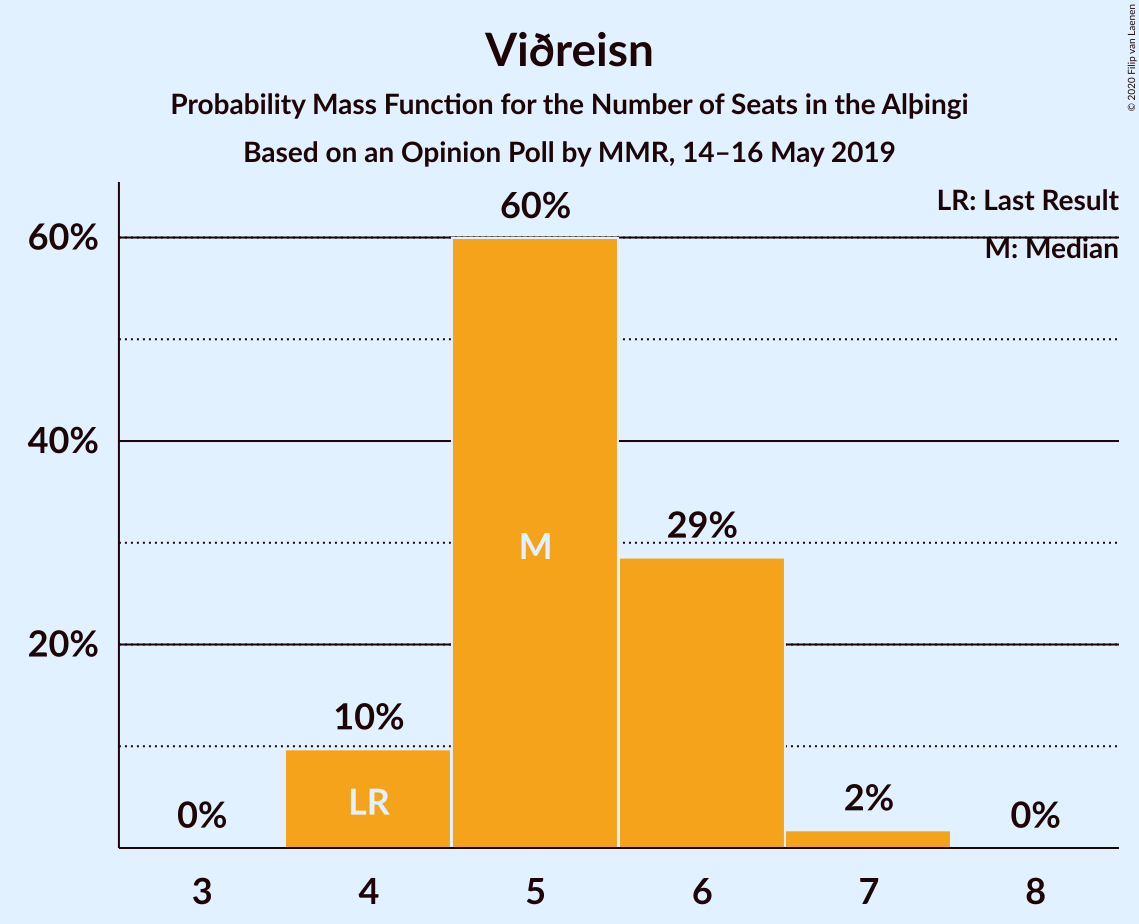 Viðreisn
Probability Mass Function for the Number of Seats in the Alþingi
Based on an Opinion Poll by MMR, 14–16 May 2019
© 2020 Filip van Laenen
LR: Last Result
M: Median
60%
40%
20%
0%
10%
60%
29%
2%
0%
LR
M
3 4 5 6 7 8